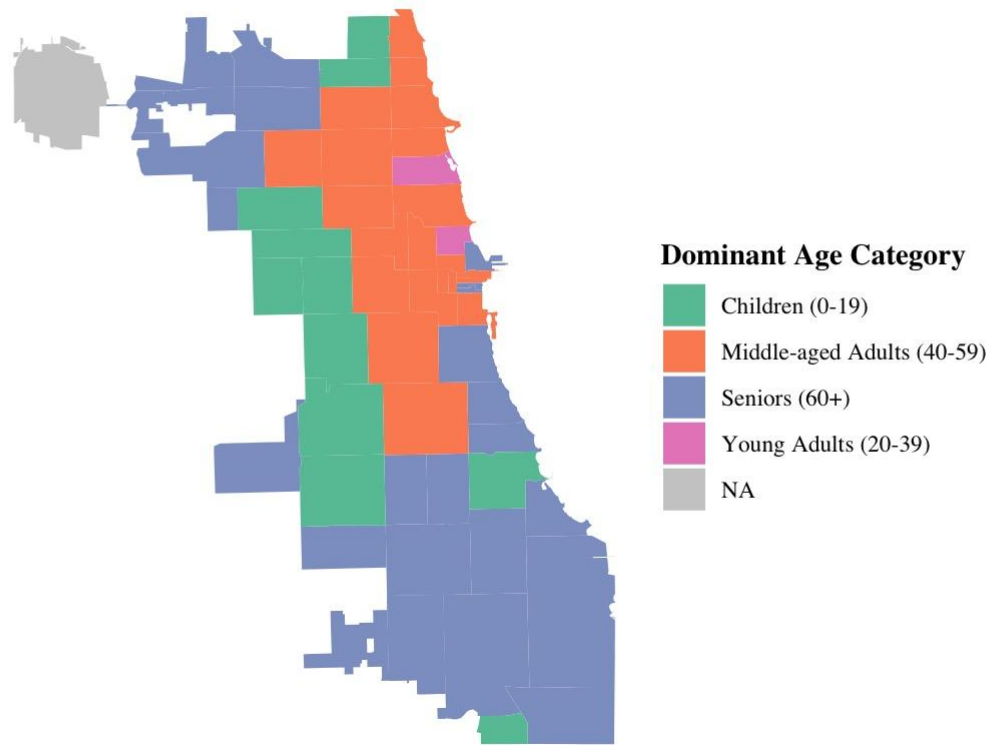 Dominant Age Category
Children (0-19)
Middle-aged Adults (40-59)
Seniors (60+)
Young Adults (20-39)
NA